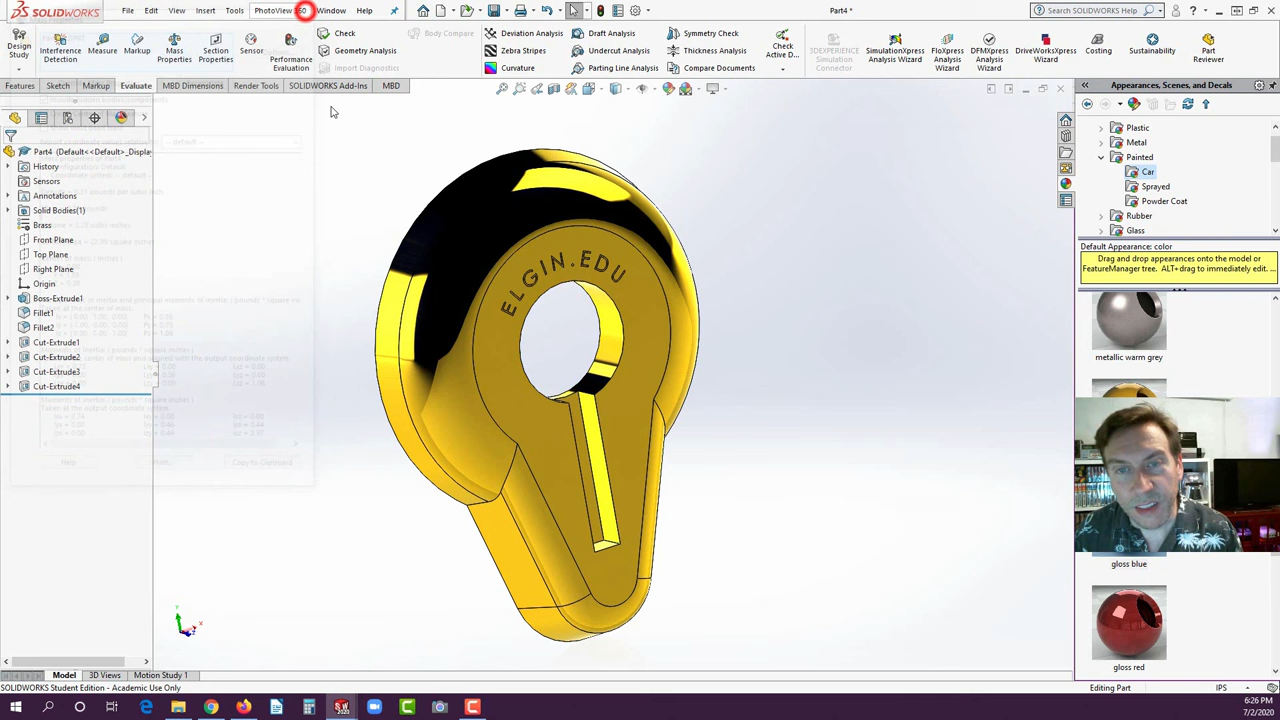 SOLIDWORKS File Edit View Insert Tools PhotoView 360 Window Help Part4 * Search SOLIDWORKS Help
Design Study
Interference Detection
Measure
Markup
Mass Properties
Section Properties
Sensor
Performance Evaluation
Check
Geometry Analysis
Import Diagnostics
Body Compare
Deviation Analysis
Zebra Stripes
Curvature
Draft Analysis
Undercut Analysis
Parting Line Analysis
Symmetry Check
Thickness Analysis
Compare Documents
Check Active D...
3DEXPERIENCE Simulation Connector
SimulationXpress Analysis Wizard
FloXpress Analysis Wizard
DFMXpress Analysis Wizard
DriveWorksXpress Wizard
Costing
Sustainability
Part Reviewer
Features Sketch Markup Evaluate MBD Dimensions Render Tools SOLIDWORKS Add-Ins MBD
Part4 (Default<<Default>_Displa
History
Sensors
Annotations
Solid Bodies(1)
Brass
Front Plane
Top Plane
Right Plane
Origin
Boss-Extrude1
Fillet1
Fillet2
Cut-Extrude1
Cut-Extrude2
Cut-Extrude3
Cut-Extrude4
-- default --
Help
Copy to Clipboard
ELGIN.EDU
Y
X
Z
Appearances, Scenes, and Decals
Plastic
Metal
Painted
Car
Sprayed
Powder Coat
Rubber
Glass
Default Appearance: color
Drag and drop appearances onto the model or
FeatureManager tree. ALT+drag to immediately edit. ...
metallic warm grey
gloss blue
gloss red
Model 3D Views Motion Study 1
SOLIDWORKS Student Edition - Academic Use Only Editing Part IPS
6:26 PM
7/2/2020